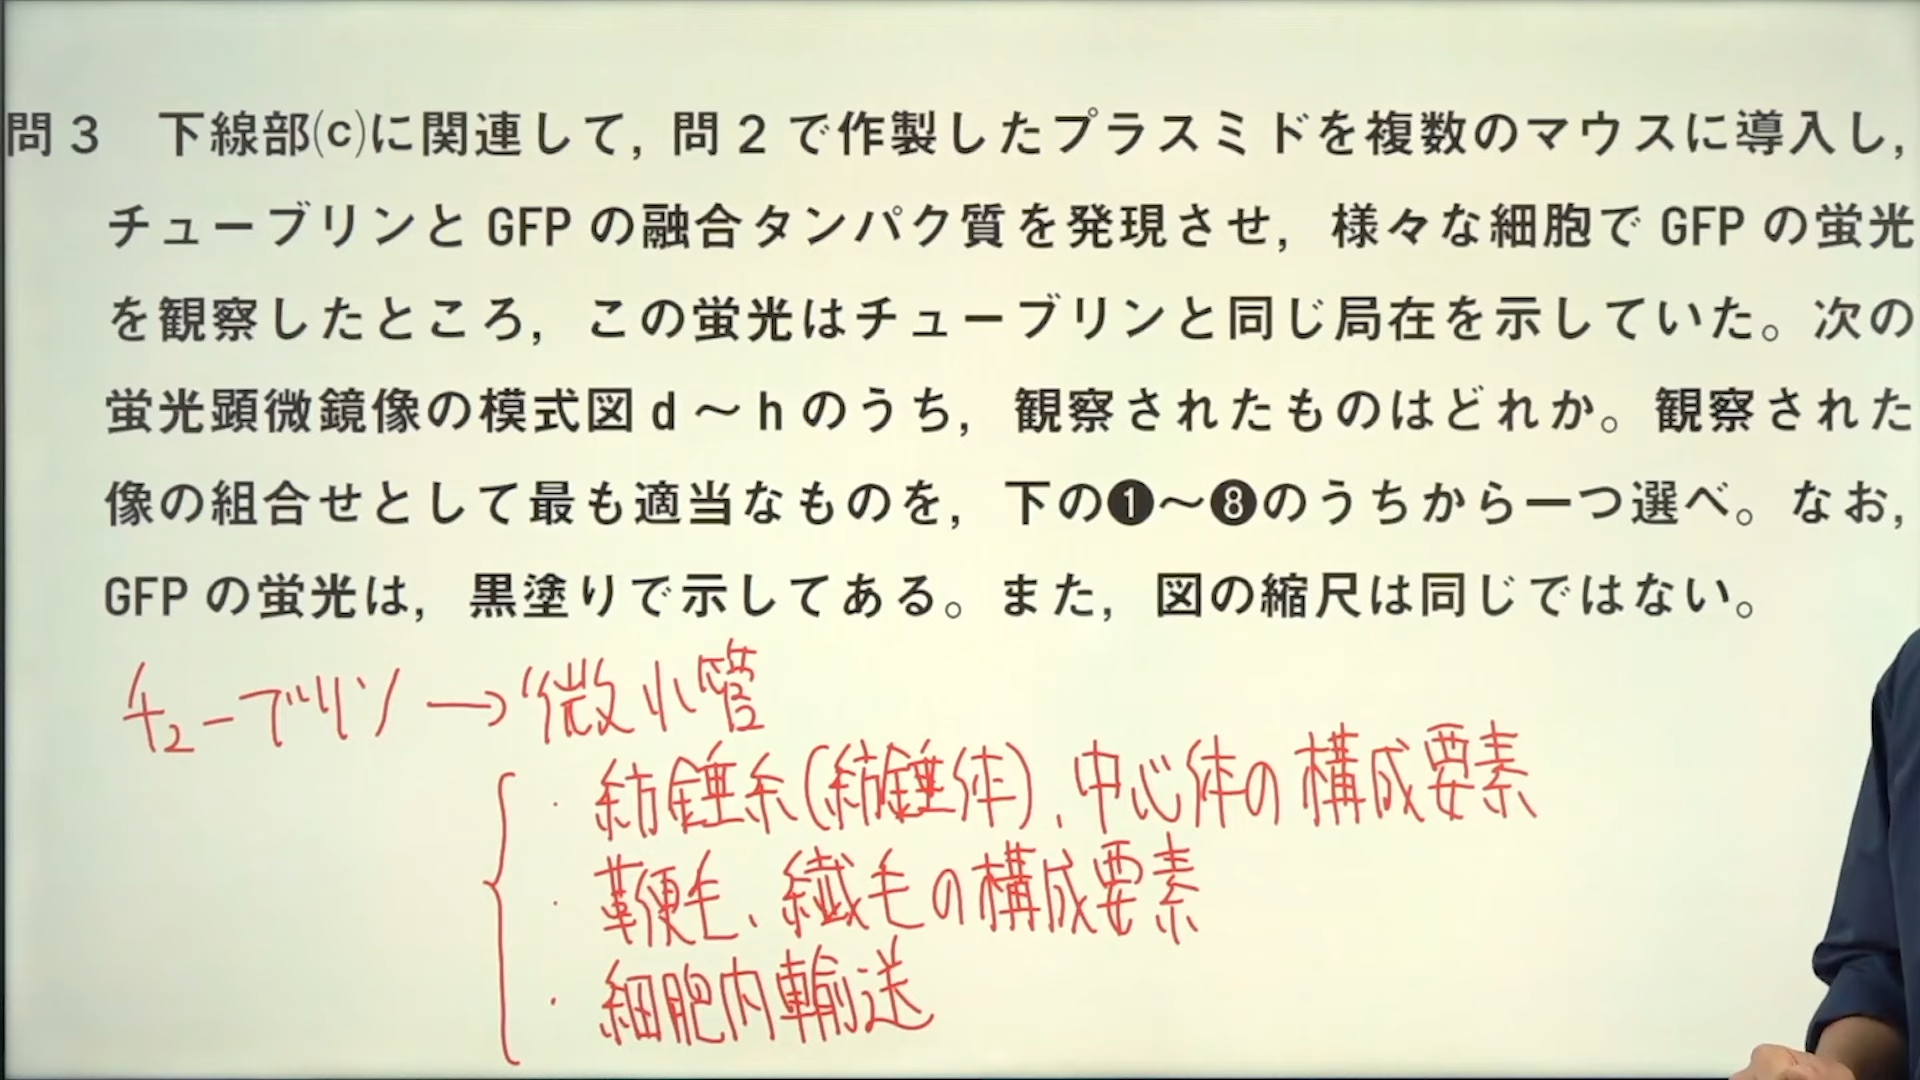 問3 下線部(c)に関連して,問2で作製したプラスミドを複数のマウスに導入し,
チューブリンとGFPの融合タンパク質を発現させ,様々な細胞でGFPの蛍光
を観察したところ,この蛍光はチューブリンと同じ局在を示していた。次の
蛍光顕微鏡像の模式図d〜hのうち,観察されたものはどれか。観察された
像の組合せとして最も適当なものを,下の❶〜❽のうちから一つ選べ。なお,
GFPの蛍光は,黒塗りで示してある。また,図の縮尺は同じではない。
チューブリン→微小管
・紡錘糸(紡錘体)、中心体の構成要素
・鞭毛、繊毛の構成要素
・細胞内輸送